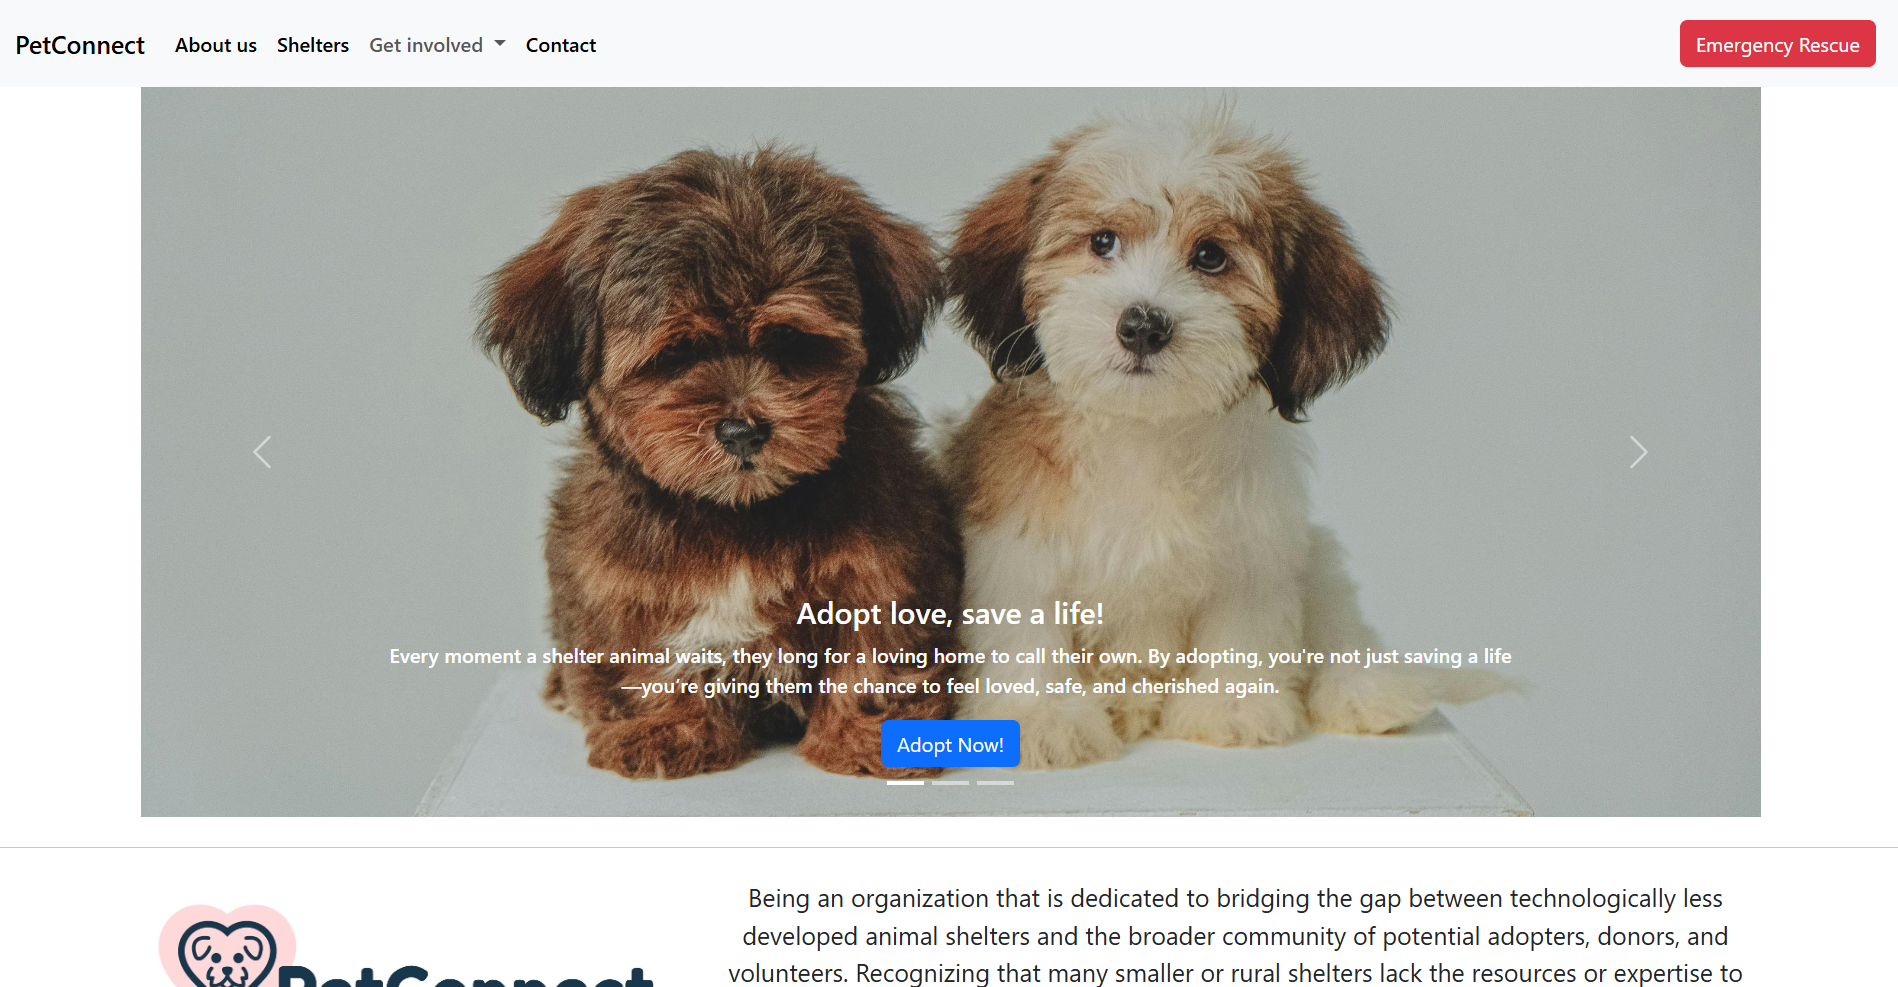 PetConnect
About us
Shelters
Get involved
Contact
Emergency Rescue
Adopt love, save a life!
Every moment a shelter animal waits, they long for a loving home to call their own. By adopting, you're not just saving a life
—you’re giving them the chance to feel loved, safe, and cherished again.
Adopt Now!
PetConnect
Being an organization that is dedicated to bridging the gap between technologically less
developed animal shelters and the broader community of potential adopters, donors, and
volunteers. Recognizing that many smaller or rural shelters lack the resources or expertise to